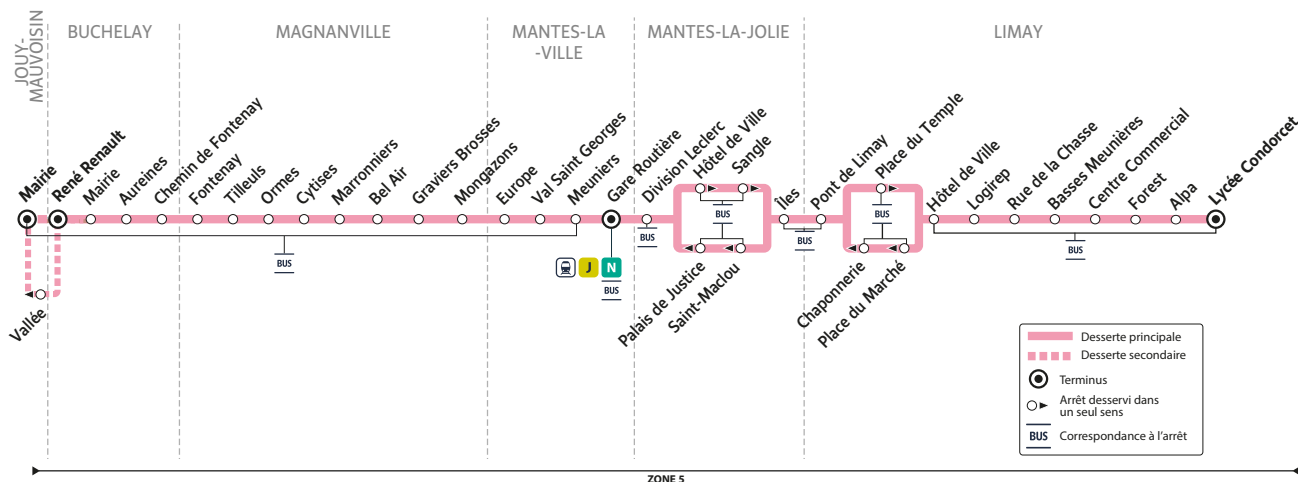 JOUY-
MAUVOISIN
BUCHELAY
MAGNANVILLE
MANTES-LA
-VILLE
MANTES-LA-JOLIE
LIMAY
Mairie
René Renault
Mairie
Aureines
Chemin de Fontenay
Fontenay
Tilleuls
Ormes
Cytises
Marronniers
Bel Air
Graviers Brosses
Mongazons
Europe
Val Saint Georges
Meuniers
Gare Routière
Division Leclerc
Hôtel de Ville
Sangle
Îles
Pont de Limay
Place du Temple
Hôtel de Ville
Logirep
Rue de la Chasse
Basses Meunières
Centre Commercial
Forest
Alpa
Lycée Condorcet
BUS
BUS
BUS
BUS
BUS
BUS
J
N
BUS
Vallée
Palais de Justice
Saint-Maclou
Chaponnerie
Place du Marché
Desserte principale
Desserte secondaire
Terminus
Arrêt desservi dans
un seul sens
BUS
Correspondance à l'arrêt
ZONE 5